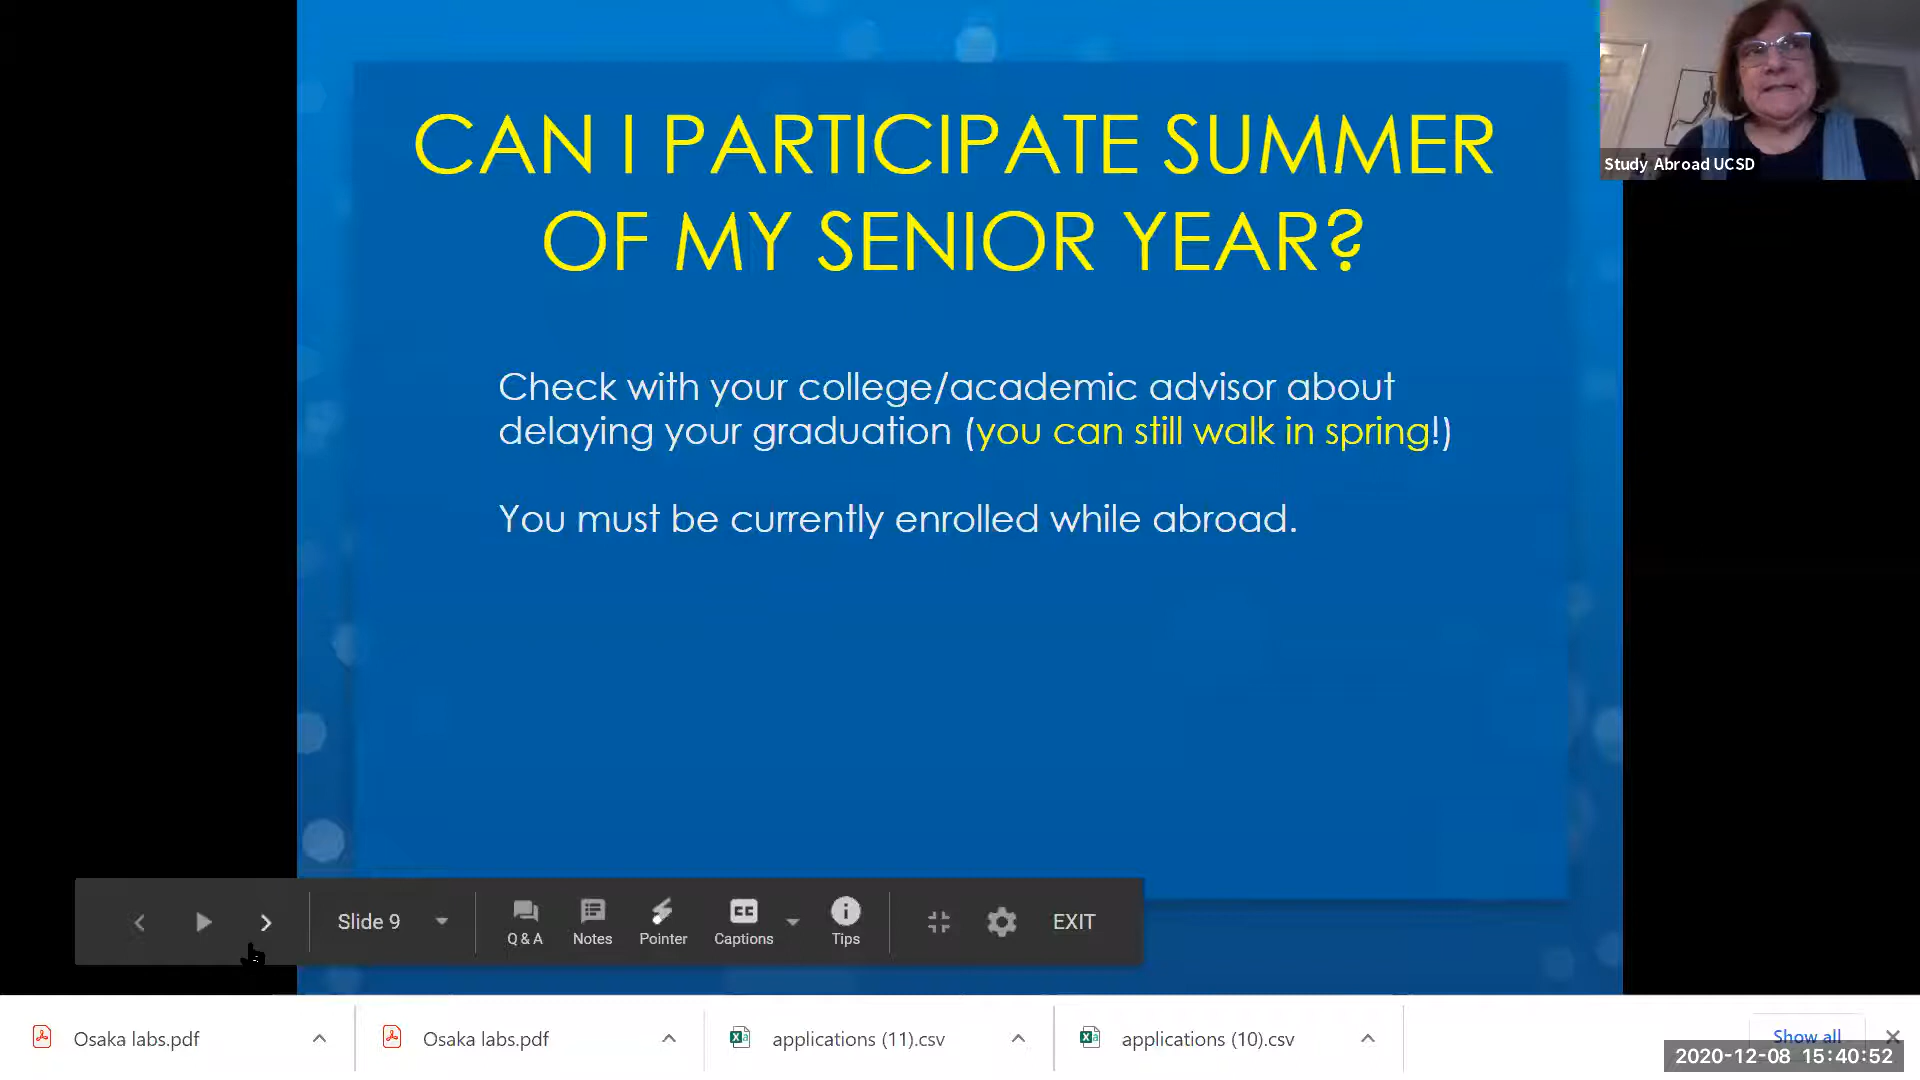 CAN I PARTICIPATE SUMMER
OF MY SENIOR YEAR?
Study Abroad UCSD
Check with your college/academic advisor about
delaying your graduation (you can still walk in spring!)
You must be currently enrolled while abroad.
Slide 9
Q & A
Notes
Pointer
CC
Captions
Tips
EXIT
Osaka labs.pdf
Osaka labs.pdf
applications (11).csv
applications (10).csv
Show all
2020-12-08 15:40:52